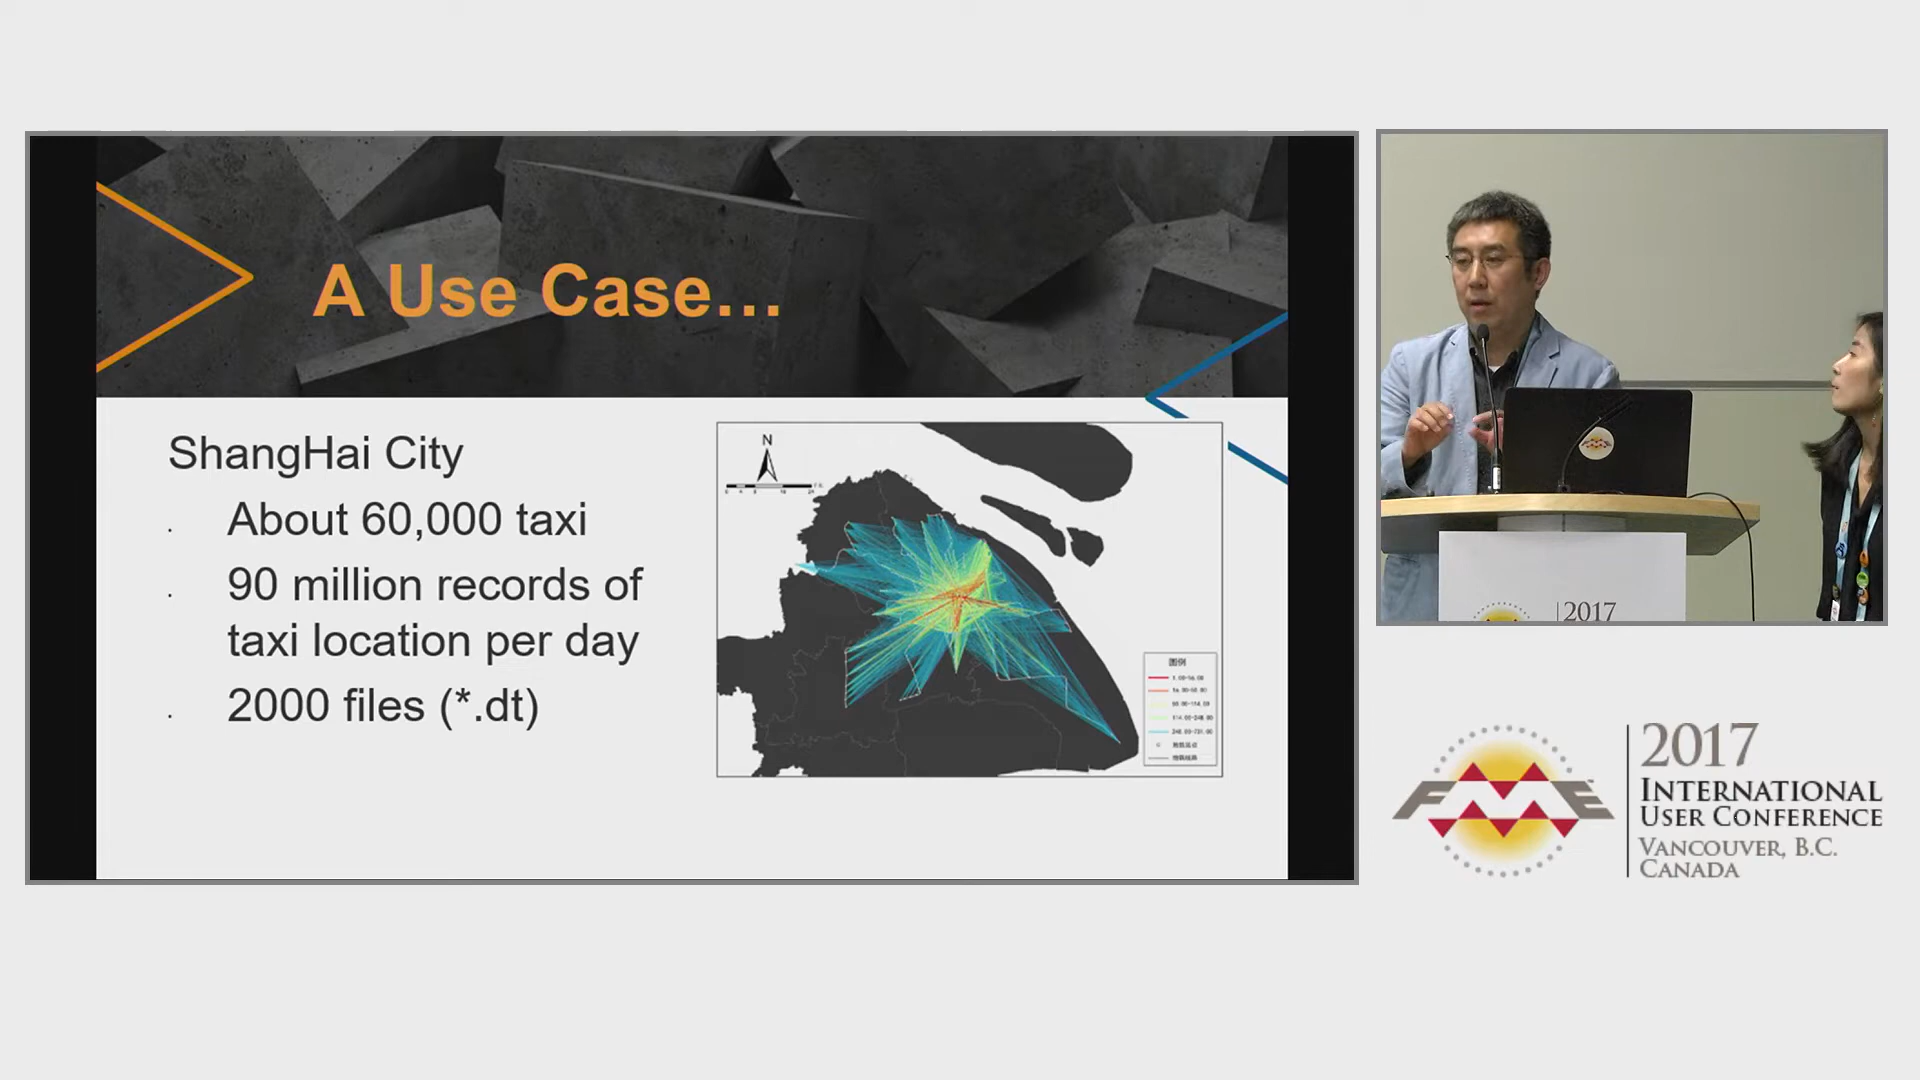 A Use Case...
ShangHai City
. About 60,000 taxi
. 90 million records of
taxi location per day
. 2000 files (*.dt)
N
图例
2017
FME
2017
INTERNATIONAL
USER CONFERENCE
VANCOUVER, B.C.
CANADA